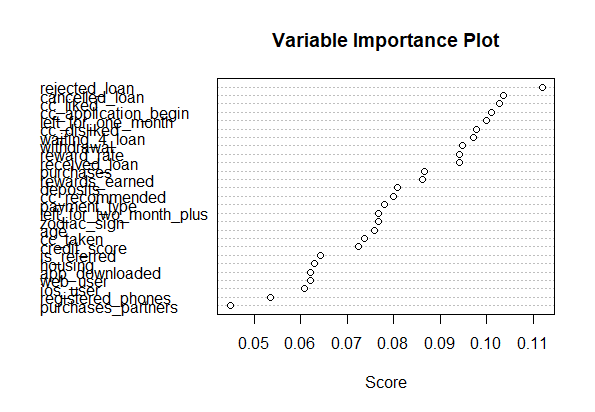 Variable Importance Plot
rejected_loan
cancelled_loan
cc_liked
cc_application_begin
left_for_one_month
cc_disliked
waiting_4_loan
withdrawal
reward_rate
received_loan
purchases
rewards_earned
deposits
cc_recommended
payment_type
left_for_two_month_plus
zodiac_sign
age
cc_taken
credit_score
is_referred
housing
app_downloaded
web_user
ios_user
registered_phones
purchases_partners
0.05 0.06 0.07 0.08 0.09 0.10 0.11
Score